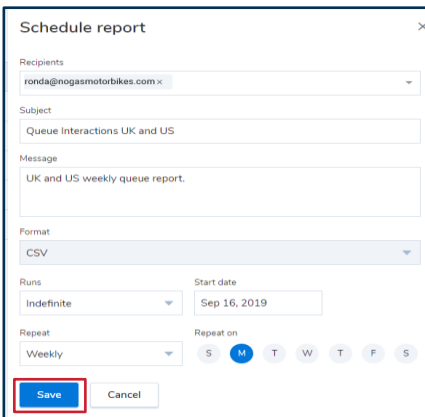 Schedule report ×
Recipients
ronda@nogasmotorbikes.com ×
Subject
Queue Interactions UK and US
Message
UK and US weekly queue report.
Format
CSV
Runs Start date
Indefinite Sep 16, 2019
Repeat Repeat on
Weekly S M T W T F S
Save Cancel